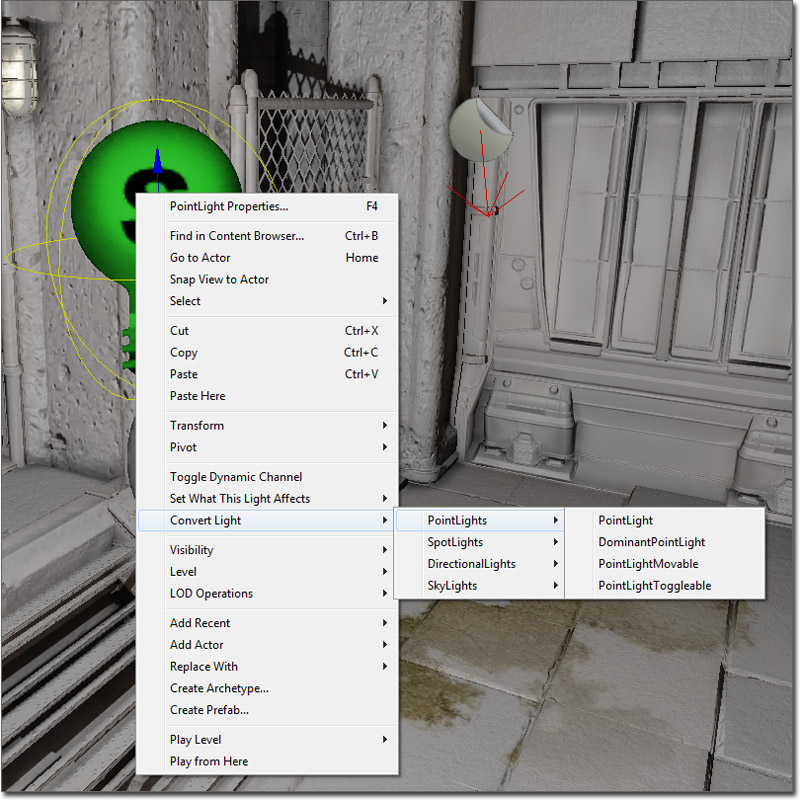 S
PointLight Properties... F4
Find in Content Browser... Ctrl+B
Go to Actor Home
Snap View to Actor
Select
Cut Ctrl+X
Copy Ctrl+C
Paste Ctrl+V
Paste Here
Transform
Pivot
Toggle Dynamic Channel
Set What This Light Affects
Convert Light
Visibility
Level
LOD Operations
Add Recent
Add Actor
Replace With
Create Archetype...
Create Prefab...
Play Level
Play from Here
PointLights
SpotLights
DirectionalLights
SkyLights
PointLight
DominantPointLight
PointLightMovable
PointLightToggleable